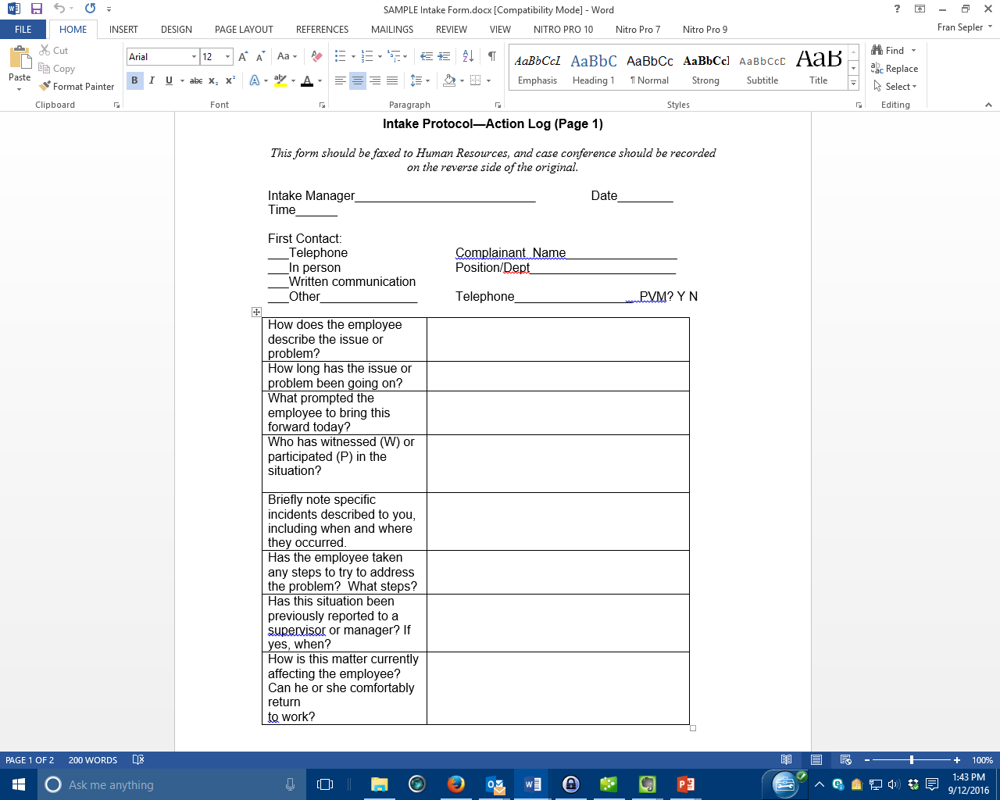 SAMPLE Intake Form.docx [Compatibility Mode] - Word
FILE HOME INSERT DESIGN PAGE LAYOUT REFERENCES MAILINGS REVIEW VIEW NITRO PRO 10 Nitro Pro 7 Nitro Pro 9 Fran Sepler
Paste
Cut
Copy
Format Painter
Clipboard
Arial 12
Font
Paragraph
AaBbCcI AaBbC AaBbCc AaBbCcI AaBbCcD AaB
Emphasis Heading 1 ¶ Normal Strong Subtitle Title
Styles
Find
Replace
Select
Editing
Intake Protocol—Action Log (Page 1)
This form should be faxed to Human Resources, and case conference should be recorded
on the reverse side of the original.
Intake Manager__________________________ Date________
Time______
First Contact:
___Telephone Complainant Name________________
___In person Position/Dept_____________________
___Written communication
___Other______________ Telephone__________________PVM? Y N
How does the employee
describe the issue or
problem?
How long has the issue or
problem been going on?
What prompted the
employee to bring this
forward today?
Who has witnessed (W) or
participated (P) in the
situation?
Briefly note specific
incidents described to you,
including when and where
they occurred.
Has the employee taken
any steps to try to address
the problem?  What steps?
Has this situation been
previously reported to a
supervisor or manager? If
yes, when?
How is this matter currently
affecting the employee?
Can he or she comfortably
return
to work?
PAGE 1 OF 2 200 WORDS 100%
Ask me anything
1:43 PM
9/12/2016